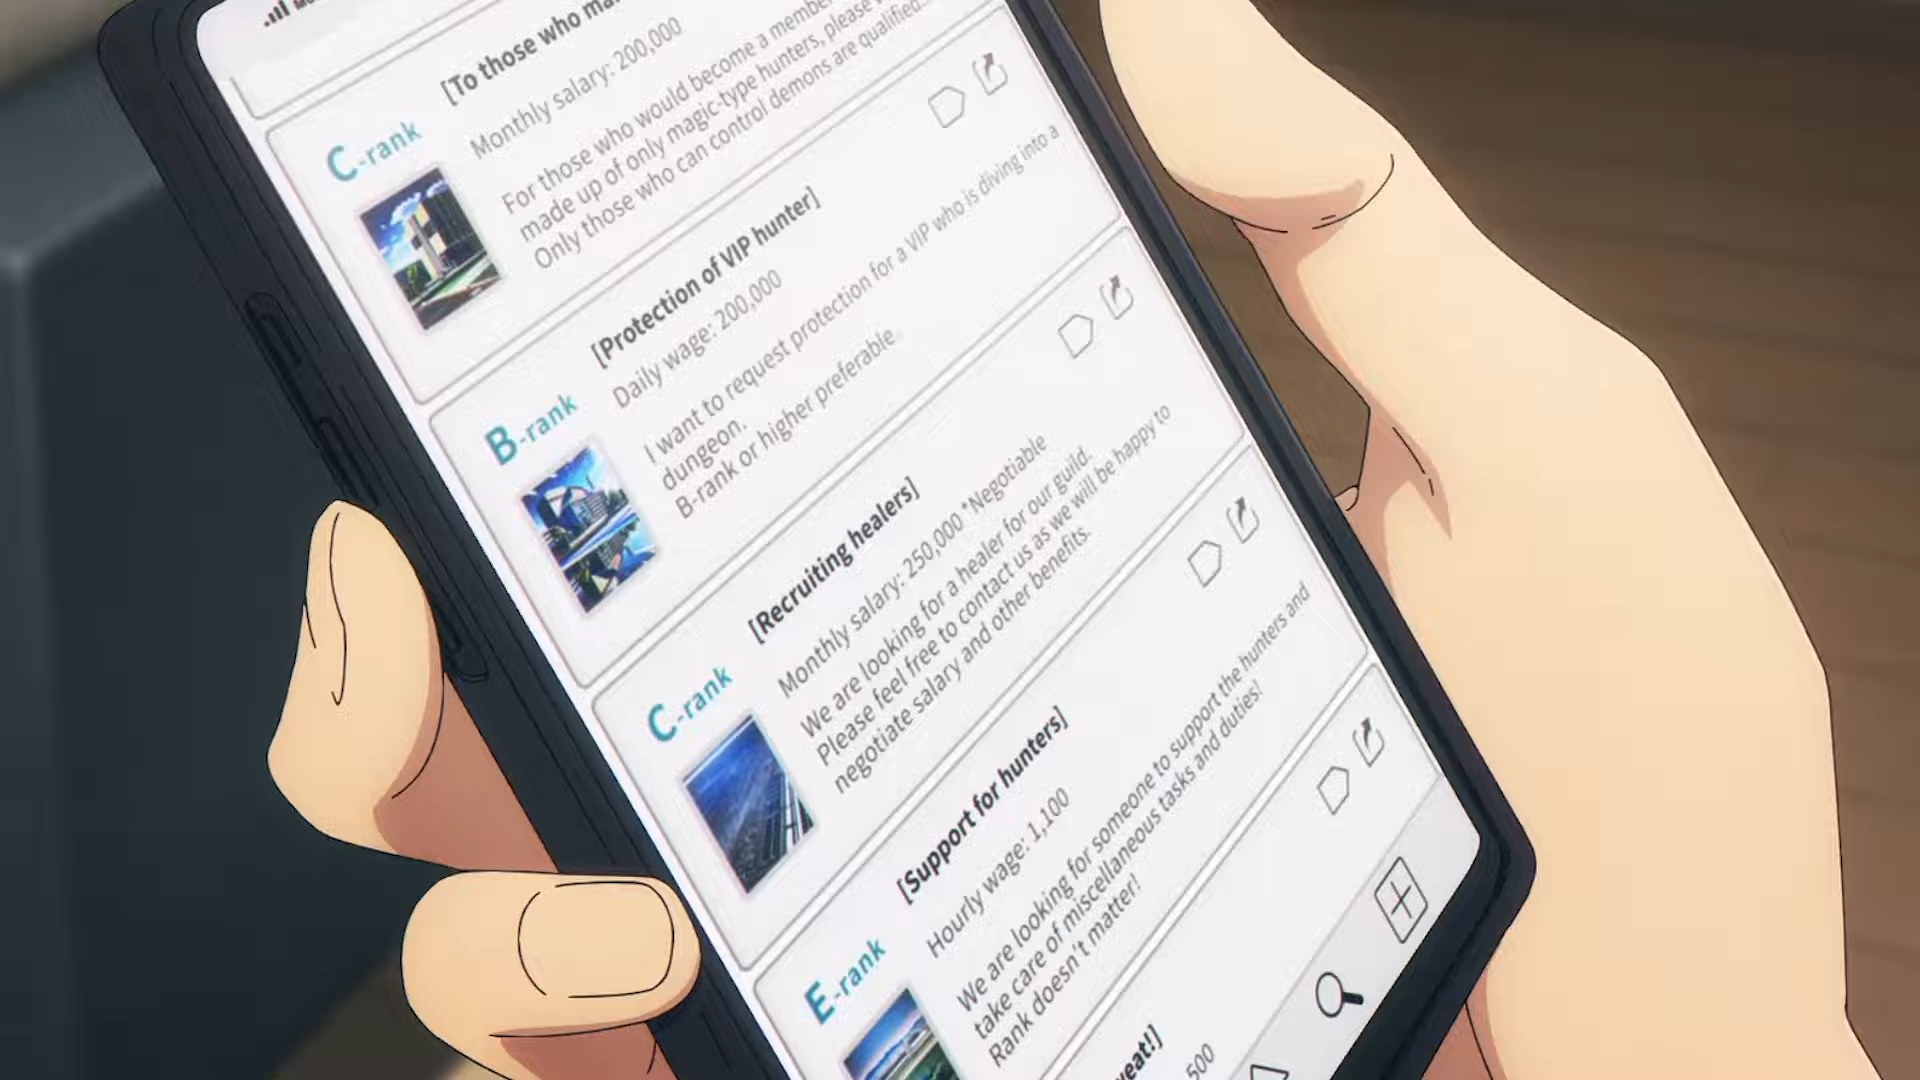 [To those who
C-rank
Monthly salary: 200,000
For those who would become a member
made up of only magic-type hunters, please
Only those who can control demons are qualified.
[Protection of VIP hunter]
B-rank
Daily wage: 200,000
I want to request protection for a VIP who is diving into a
dungeon.
B-rank or higher preferable.
[Recruiting healers]
C-rank
Monthly salary: 250,000 *Negotiable
We are looking for a healer for our guild.
Please feel free to contact us as we will be happy to
negotiate salary and other benefits.
[Support for hunters]
E-rank
Hourly wage: 1,100
We are looking for someone to support the hunters and
take care of miscellaneous tasks and duties!
Rank doesn't matter!
500